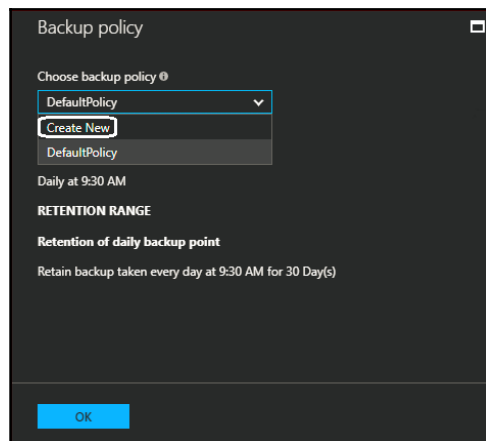 Backup policy
Choose backup policy
DefaultPolicy
Create New
DefaultPolicy
Daily at 9:30 AM
RETENTION RANGE
Retention of daily backup point
Retain backup taken every day at 9:30 AM for 30 Day(s)
OK